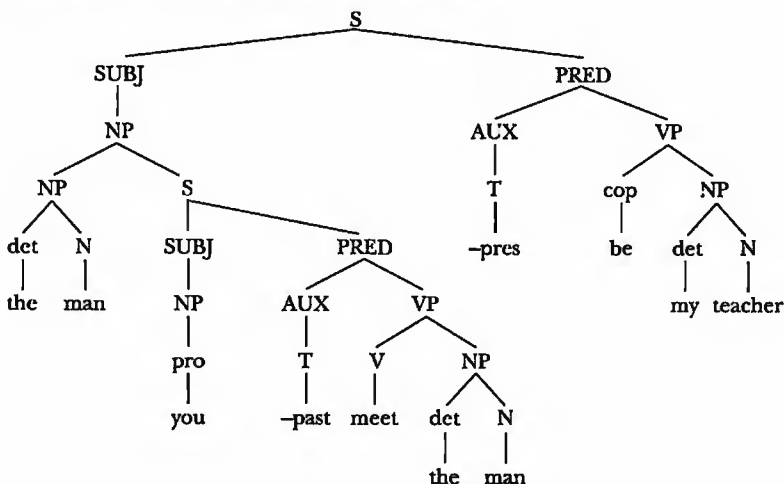 S
SUBJ PRED
NP AUX VP
NP S T cop NP
det N SUBJ PRED –pres be det N
the man NP AUX VP my teacher
pro T V NP
you –past meet det N
the man